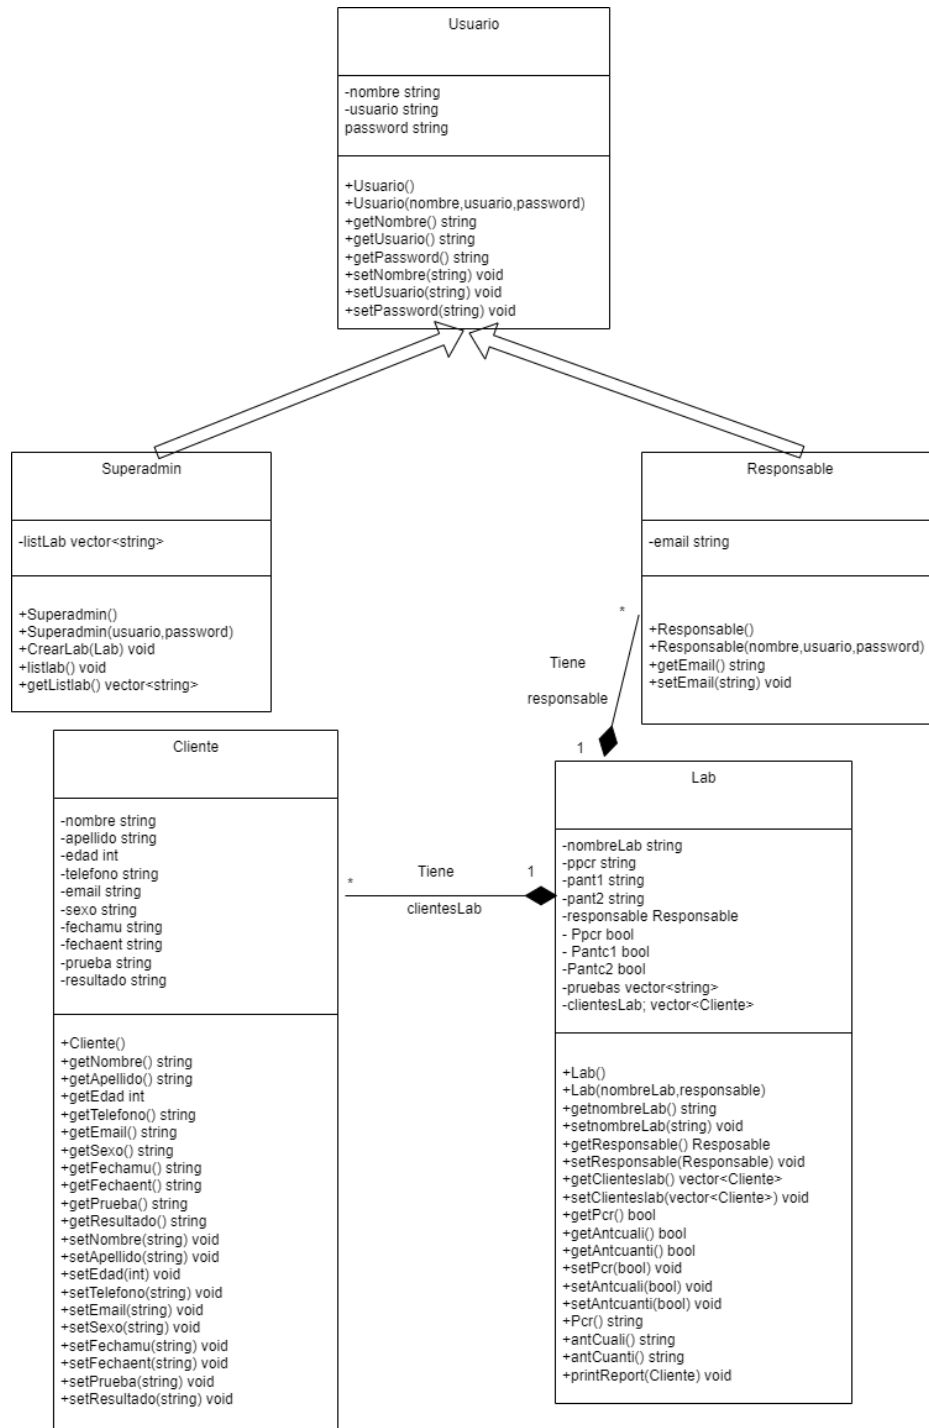 Usuario
-nombre string
-usuario string
password string
+Usuario()
+Usuario(nombre,usuario,password)
+getNombre() string
+getUsuario() string
+getPassword() string
+setNombre(string) void
+setUsuario(string) void
+setPassword(string) void
Superadmin
-listLab vector<string>
+Superadmin()
+Superadmin(usuario,password)
+CrearLab(Lab) void
+listlab() void
+getListlab() vector<string>
Responsable
-email string
+Responsable()
+Responsable(nombre,usuario,password)
+getEmail() string
+setEmail(string) void
*
Tiene
responsable
1
Cliente
-nombre string
-apellido string
-edad int
-telefono string
-email string
-sexo string
-fechamu string
-fechaent string
-prueba string
-resultado string
+Cliente()
+getNombre() string
+getApellido() string
+getEdad int
+getTelefono() string
+getEmail() string
+getSexo() string
+getFechamu() string
+getFechaent() string
+getPrueba() string
+getResultado() string
+setNombre(string) void
+setApellido(string) void
+setEdad(int) void
+setTelefono(string) void
+setEmail(string) void
+setSexo(string) void
+setFechamu(string) void
+setFechaent(string) void
+setPrueba(string) void
+setResultado(string) void
*
Tiene
1
clientesLab
Lab
-nombreLab string
-ppcr string
-pant1 string
-pant2 string
-responsable Responsable
- Ppcr bool
- Pantc1 bool
-Pantc2 bool
-pruebas vector<string>
-clientesLab; vector<Cliente>
+Lab()
+Lab(nombreLab,responsable)
+getnombreLab() string
+setnombreLab(string) void
+getResponsable() Resposable
+setResponsable(Responsable) void
+getClienteslab() vector<Cliente>
+setClienteslab(vector<Cliente>) void
+getPcr() bool
+getAntcuali() bool
+getAntcuanti() bool
+setPcr(bool) void
+setAntcuali(bool) void
+setAntcuanti(bool) void
+Pcr() string
+antCuali() string
+antCuanti() string
+printReport(Cliente) void